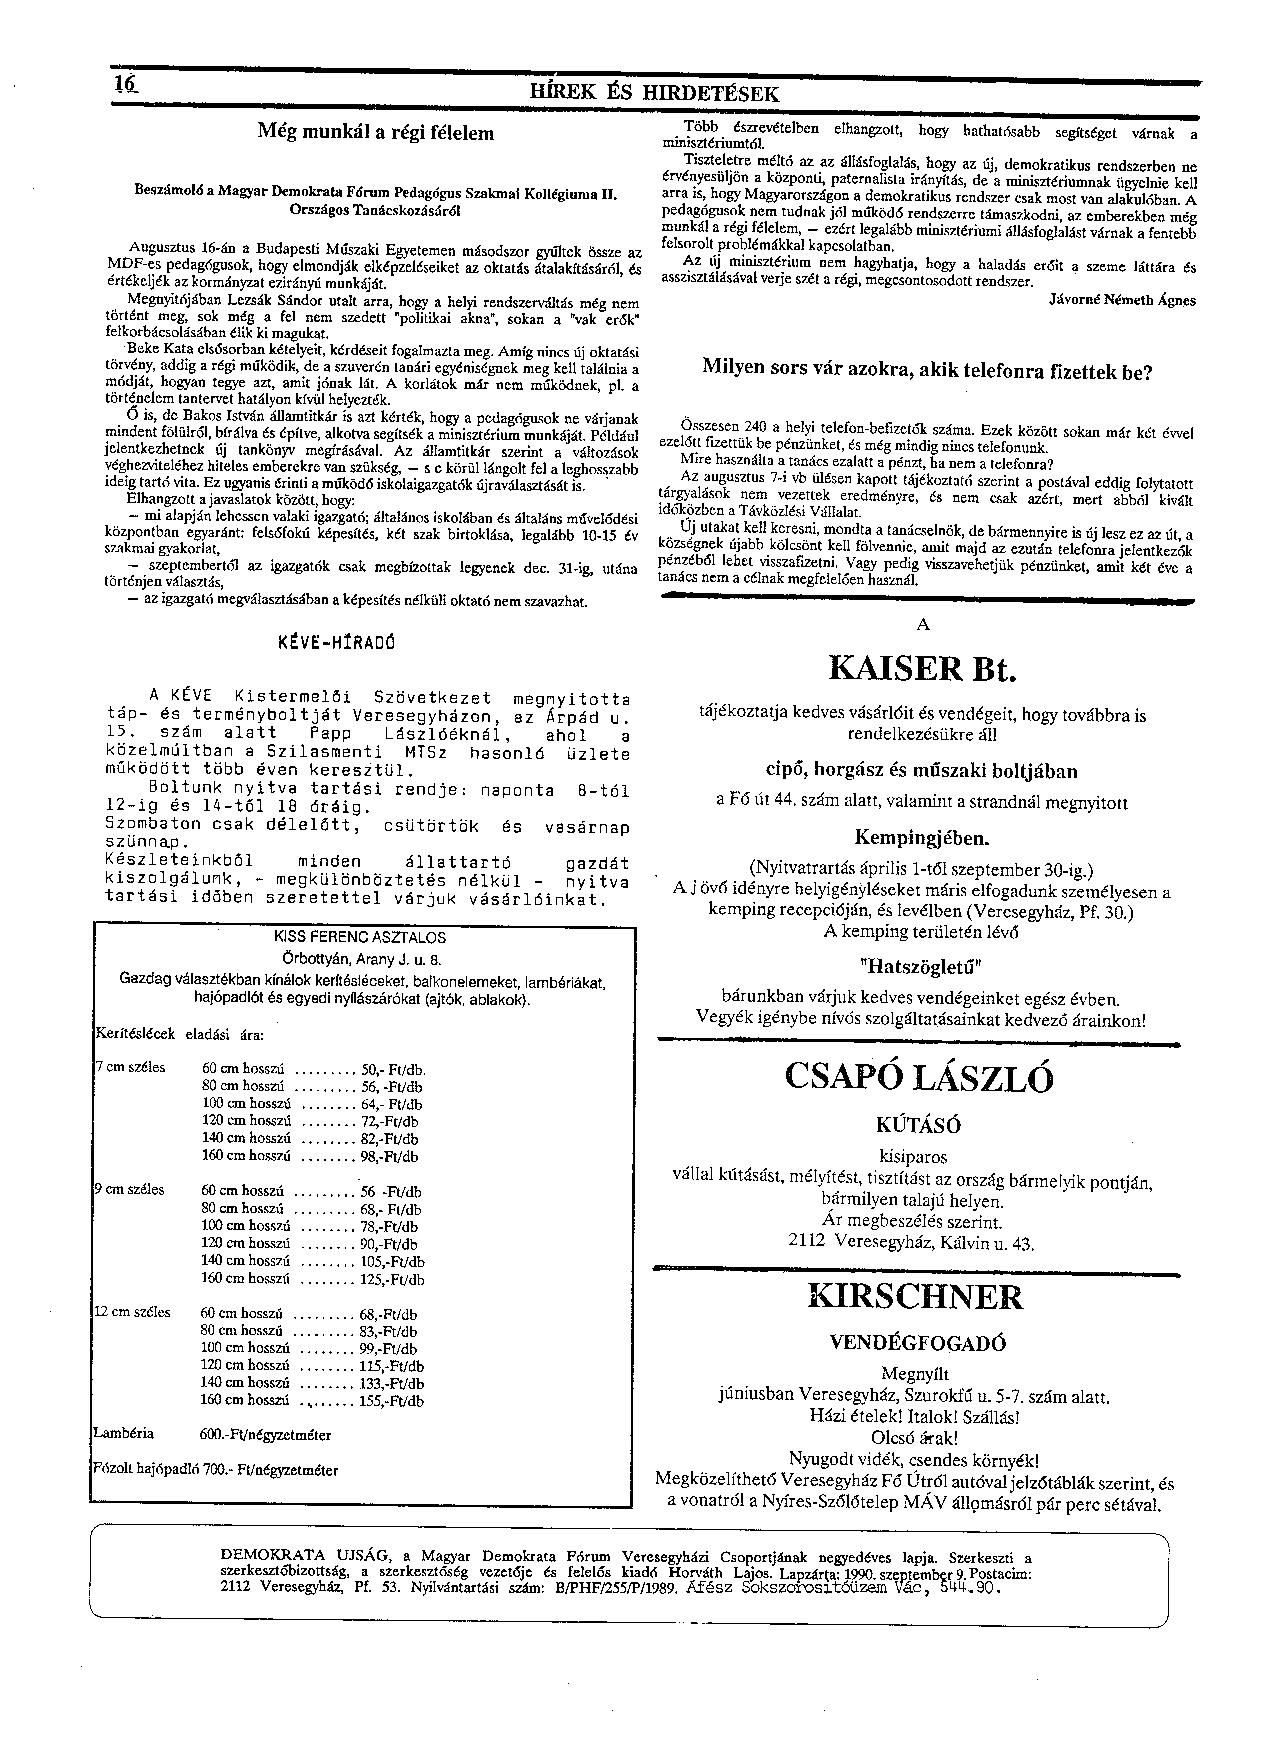 16
HÍREK ÉS HIRDETÉSEK
Még munkál a régi félelem
Beszámoló a Magyar Demokrata Fórum Pedagógus Szakmai Kollégiuma II.
Országos Tanácskozásáról
Augusztus 16-án a Budapesti Műszaki Egyetemen másodszor gyűltek össze az
MDF-es pedagógusok, hogy elmondják elképzeléseiket az oktatás átalakításáról, és
értékeljék az kormányzat ezirányú munkáját.
Megnyitójában Lezsák Sándor utalt arra, hogy a helyi rendszerváltás még nem
történt meg, sok még a fel nem szedett "politikai akna", sokan a "vak erők"
felkorbácsolásában élik ki magukat.
Beke Kata elsősorban kételyeit, kérdéseit fogalmazta meg. Amíg nincs új oktatási
törvény, addig a régi működik, de a szuverén tanári egyéniségnek meg kell találnia a
módját, hogyan tegye azt, amit jónak lát. A korlátok már nem működnek, pl. a
történelem tantervet hatályon kívül helyezték.
Ő is, de Bakos István államtitkár is azt kérték, hogy a pedagógusok ne várjanak
mindent fölülről, bírálva és építve, alkotva segítsék a minisztérium munkáját. Például
jelentkezhetnek új tankönyv megírásával. Az államtitkár szerint a változások
véghezviteléhez hiteles emberekre van szükség, — s e körül lángolt fel a leghosszabb
ideig tartó vita. Ez ugyanis érinti a működő iskolaigazgatók újraválasztását is.
Elhangzott a javaslatok között, hogy:
— mi alapján lehessen valaki igazgató; általános iskolában és általáns művelődési
központban egyaránt: felsőfokú képesítés, két szak birtoklása, legalább 10-15 év
szakmai gyakorlat,
— szeptembertől az igazgatók csak megbízottak legyenek dec. 31-ig, utána
történjen választás,
— az igazgató megválasztásában a képesítés nélküli oktató nem szavazhat.
Több észrevételben elhangzott, hogy hathatósabb segítséget várnak a
minisztériumtól.
Tiszteletre méltó az az állásfoglalás, hogy az új, demokratikus rendszerben ne
érvényesüljön a központi, paternalista irányítás, de a minisztériumnak ügyelnie kell
arra is, hogy Magyarországon a demokratikus rendszer csak most van alakulóban. A
pedagógusok nem tudnak jól működő rendszerre támaszkodni, az emberekben még
munkál a régi félelem, — ezért legalább minisztériumi állásfoglalást várnak a fentebb
felsorolt problémákkal kapcsolatban.
Az új minisztérium nem hagyhatja, hogy a haladás erőit a szeme láttára és
asszisztálásával verje szét a régi, megcsontosodott rendszer.
Jávorné Németh Ágnes
Milyen sors vár azokra, akik telefonra fizettek be?
Összesen 240 a helyi telefon-befizetők száma. Ezek között sokan már két évvel
ezelőtt fizettük be pénzünket, és még mindig nincs telefonunk.
Mire használta a tanács ezalatt a pénzt, ha nem a telefonra?
Az augusztus 7-i vb ülésen kapott tájékoztató szerint a postával eddig folytatott
tárgyalások nem vezettek eredményre, és nem csak azért, mert abból kivált
időközben a Távközlési Vállalat.
Új utakat kell keresni, mondta a tanácselnök, de bármennyire is új lesz ez az út, a
községnek újabb kölcsönt kell fölvennie, amit majd az ezután telefonra jelentkezők
pénzéből lehet visszafizetni. Vagy pedig visszavehetjük pénzünket, amit két éve a
tanács nem a célnak megfelelően használ.
KÉVE-HÍRADÓ
A KÉVE Kistermelői Szövetkezet megnyitotta
táp- és terményboltját Veresegyházon, az Árpád u.
15. szám alatt Papp Lászlóéknál, ahol a
közelmúltban a Szilasmenti MTSz hasonló üzlete
működött több éven keresztül.
Boltunk nyitva tartási rendje: naponta 8-tól
12-ig és 14-től 18 óráig.
Szombaton csak délelőtt, csütörtök és vasárnap
szünnap.
Készleteinkből minden állattartó gazdát
kiszolgálunk, - megkülönböztetés nélkül - nyitva
tartási időben szeretettel várjuk vásárlóinkat.
KISS FERENC ASZTALOS
Őrbottyán, Arany J. u. 8.
Gazdag választékban kínálok kerítésléceket, balkonelemeket, lambériákat,
hajópadlót és egyedi nyílászárókat (ajtók, ablakok).
Kerítéslécek eladási ára:
7 cm széles 60 cm hosszú ......... 50,- Ft/db.
80 cm hosszú ......... 56, -Ft/db
100 cm hosszú ........ 64,- Ft/db
120 cm hosszú ........ 72,-Ft/db
140 cm hosszú ........ 82,-Ft/db
160 cm hosszú ........ 98,-Ft/db
9 cm széles 60 cm hosszú ......... 56 -Ft/db
80 cm hosszú ......... 68,- Ft/db
100 cm hosszú ........ 78,-Ft/db
120 cm hosszú ........ 90,-Ft/db
140 cm hosszú ........ 105,-Ft/db
160 cm hosszú ........ 125,-Ft/db
12 cm széles 60 cm hosszú ......... 68,-Ft/db
80 cm hosszú ......... 83,-Ft/db
100 cm hosszú ........ 99,-Ft/db
120 cm hosszú ........ 115,-Ft/db
140 cm hosszú ........ 133,-Ft/db
160 cm hosszú ........ 155,-Ft/db
Lambéria 600.-Ft/négyzetméter
Fózolt hajópadló 700.- Ft/négyzetméter
A
KAISER Bt.
tájékoztatja kedves vásárlóit és vendégeit, hogy továbbra is
rendelkezésükre áll
cipő, horgász és műszaki boltjában
a Fő út 44. szám alatt, valamint a strandnál megnyitott
Kempingjében.
(Nyitvatrartás április 1-től szeptember 30-ig.)
A jövő idényre helyigényléseket máris elfogadunk személyesen a
kemping recepcióján, és levélben (Veresegyház, Pf. 30.)
A kemping területén lévő
"Hatszögletű"
bárunkban várjuk kedves vendégeinket egész évben.
Vegyék igénybe nívós szolgáltatásainkat kedvező árainkon!
CSAPÓ LÁSZLÓ
KÚTÁSÓ
kisiparos
vállal kútásást, mélyítést, tisztítást az ország bármelyik pontján,
bármilyen talajú helyen.
Ár megbeszélés szerint.
2112 Veresegyház, Kálvin u. 43.
KIRSCHNER
VENDÉGFOGADÓ
Megnyílt
júniusban Veresegyház, Szurokfű u. 5-7. szám alatt.
Házi ételek! Italok! Szállás!
Olcsó árak!
Nyugodt vidék, csendes környék!
Megközelíthető Veresegyház Fő Útról autóval jelzőtáblák szerint, és
a vonatról a Nyíres-Szőlőtelep MÁV állomásról pár perc sétával.
DEMOKRATA UJSÁG, a Magyar Demokrata Fórum Veresegyházi Csoportjának negyedéves lapja. Szerkeszti a
szerkesztőbizottság, a szerkesztőség vezetője és felelős kiadó Horváth Lajos. Lapzárta: 1990. szeptember 9. Postacim:
2112 Veresegyház, Pf. 53. Nyilvántartási szám: B/PHF/255/P/1989. Áfész Sokszorosítóüzem Vác, 544.90.